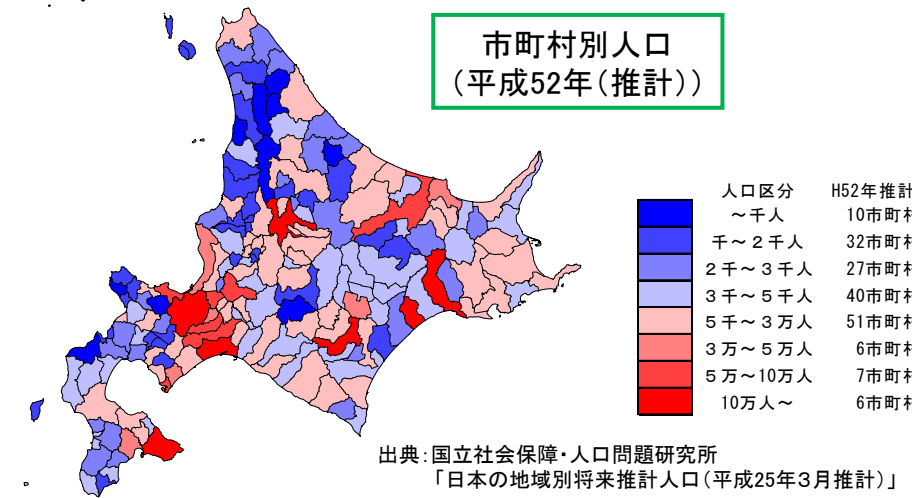 市町村別人口
（平成52年（推計））
人口区分 H52年推計
～千人 10市町村
千～２千人 32市町村
２千～３千人 27市町村
３千～５千人 40市町村
５千～３万人 51市町村
３万～５万人 6市町村
５万～10万人 7市町村
10万人～ 6市町村
出典：国立社会保障・人口問題研究所
「日本の地域別将来推計人口（平成25年３月推計）」